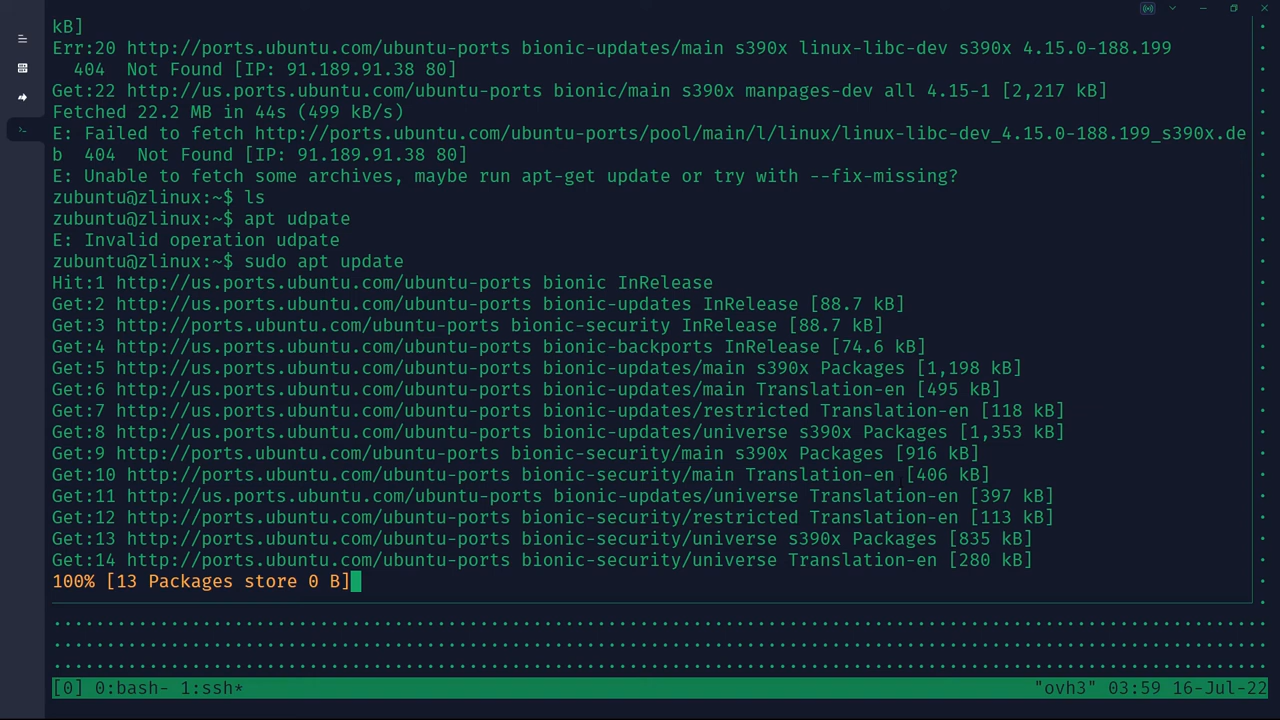 kB]
Err:20 http://ports.ubuntu.com/ubuntu-ports bionic-updates/main s390x linux-libc-dev s390x 4.15.0-188.199
  404  Not Found [IP: 91.189.91.38 80]
Get:22 http://us.ports.ubuntu.com/ubuntu-ports bionic/main s390x manpages-dev all 4.15-1 [2,217 kB]
Fetched 22.2 MB in 44s (499 kB/s)
E: Failed to fetch http://ports.ubuntu.com/ubuntu-ports/pool/main/l/linux/linux-libc-dev_4.15.0-188.199_s390x.de
b  404  Not Found [IP: 91.189.91.38 80]
E: Unable to fetch some archives, maybe run apt-get update or try with --fix-missing?
zubuntu@zlinux:~$ ls
zubuntu@zlinux:~$ apt udpate
E: Invalid operation udpate
zubuntu@zlinux:~$ sudo apt update
Hit:1 http://us.ports.ubuntu.com/ubuntu-ports bionic InRelease
Get:2 http://us.ports.ubuntu.com/ubuntu-ports bionic-updates InRelease [88.7 kB]
Get:3 http://us.ports.ubuntu.com/ubuntu-ports bionic-security InRelease [88.7 kB]
Get:4 http://us.ports.ubuntu.com/ubuntu-ports bionic-backports InRelease [74.6 kB]
Get:5 http://us.ports.ubuntu.com/ubuntu-ports bionic-updates/main s390x Packages [1,198 kB]
Get:6 http://us.ports.ubuntu.com/ubuntu-ports bionic-updates/main Translation-en [495 kB]
Get:7 http://us.ports.ubuntu.com/ubuntu-ports bionic-updates/restricted Translation-en [118 kB]
Get:8 http://us.ports.ubuntu.com/ubuntu-ports bionic-updates/universe s390x Packages [1,353 kB]
Get:9 http://us.ports.ubuntu.com/ubuntu-ports bionic-security/main s390x Packages [916 kB]
Get:10 http://ports.ubuntu.com/ubuntu-ports bionic-security/main Translation-en [406 kB]
Get:11 http://us.ports.ubuntu.com/ubuntu-ports bionic-updates/universe Translation-en [397 kB]
Get:12 http://ports.ubuntu.com/ubuntu-ports bionic-security/restricted Translation-en [113 kB]
Get:13 http://ports.ubuntu.com/ubuntu-ports bionic-security/universe s390x Packages [835 kB]
Get:14 http://ports.ubuntu.com/ubuntu-ports bionic-security/universe Translation-en [280 kB]
100% [13 Packages store 0 B]
[0] 0:bash- 1:ssh* "ovh3" 03:59 16-Jul-22